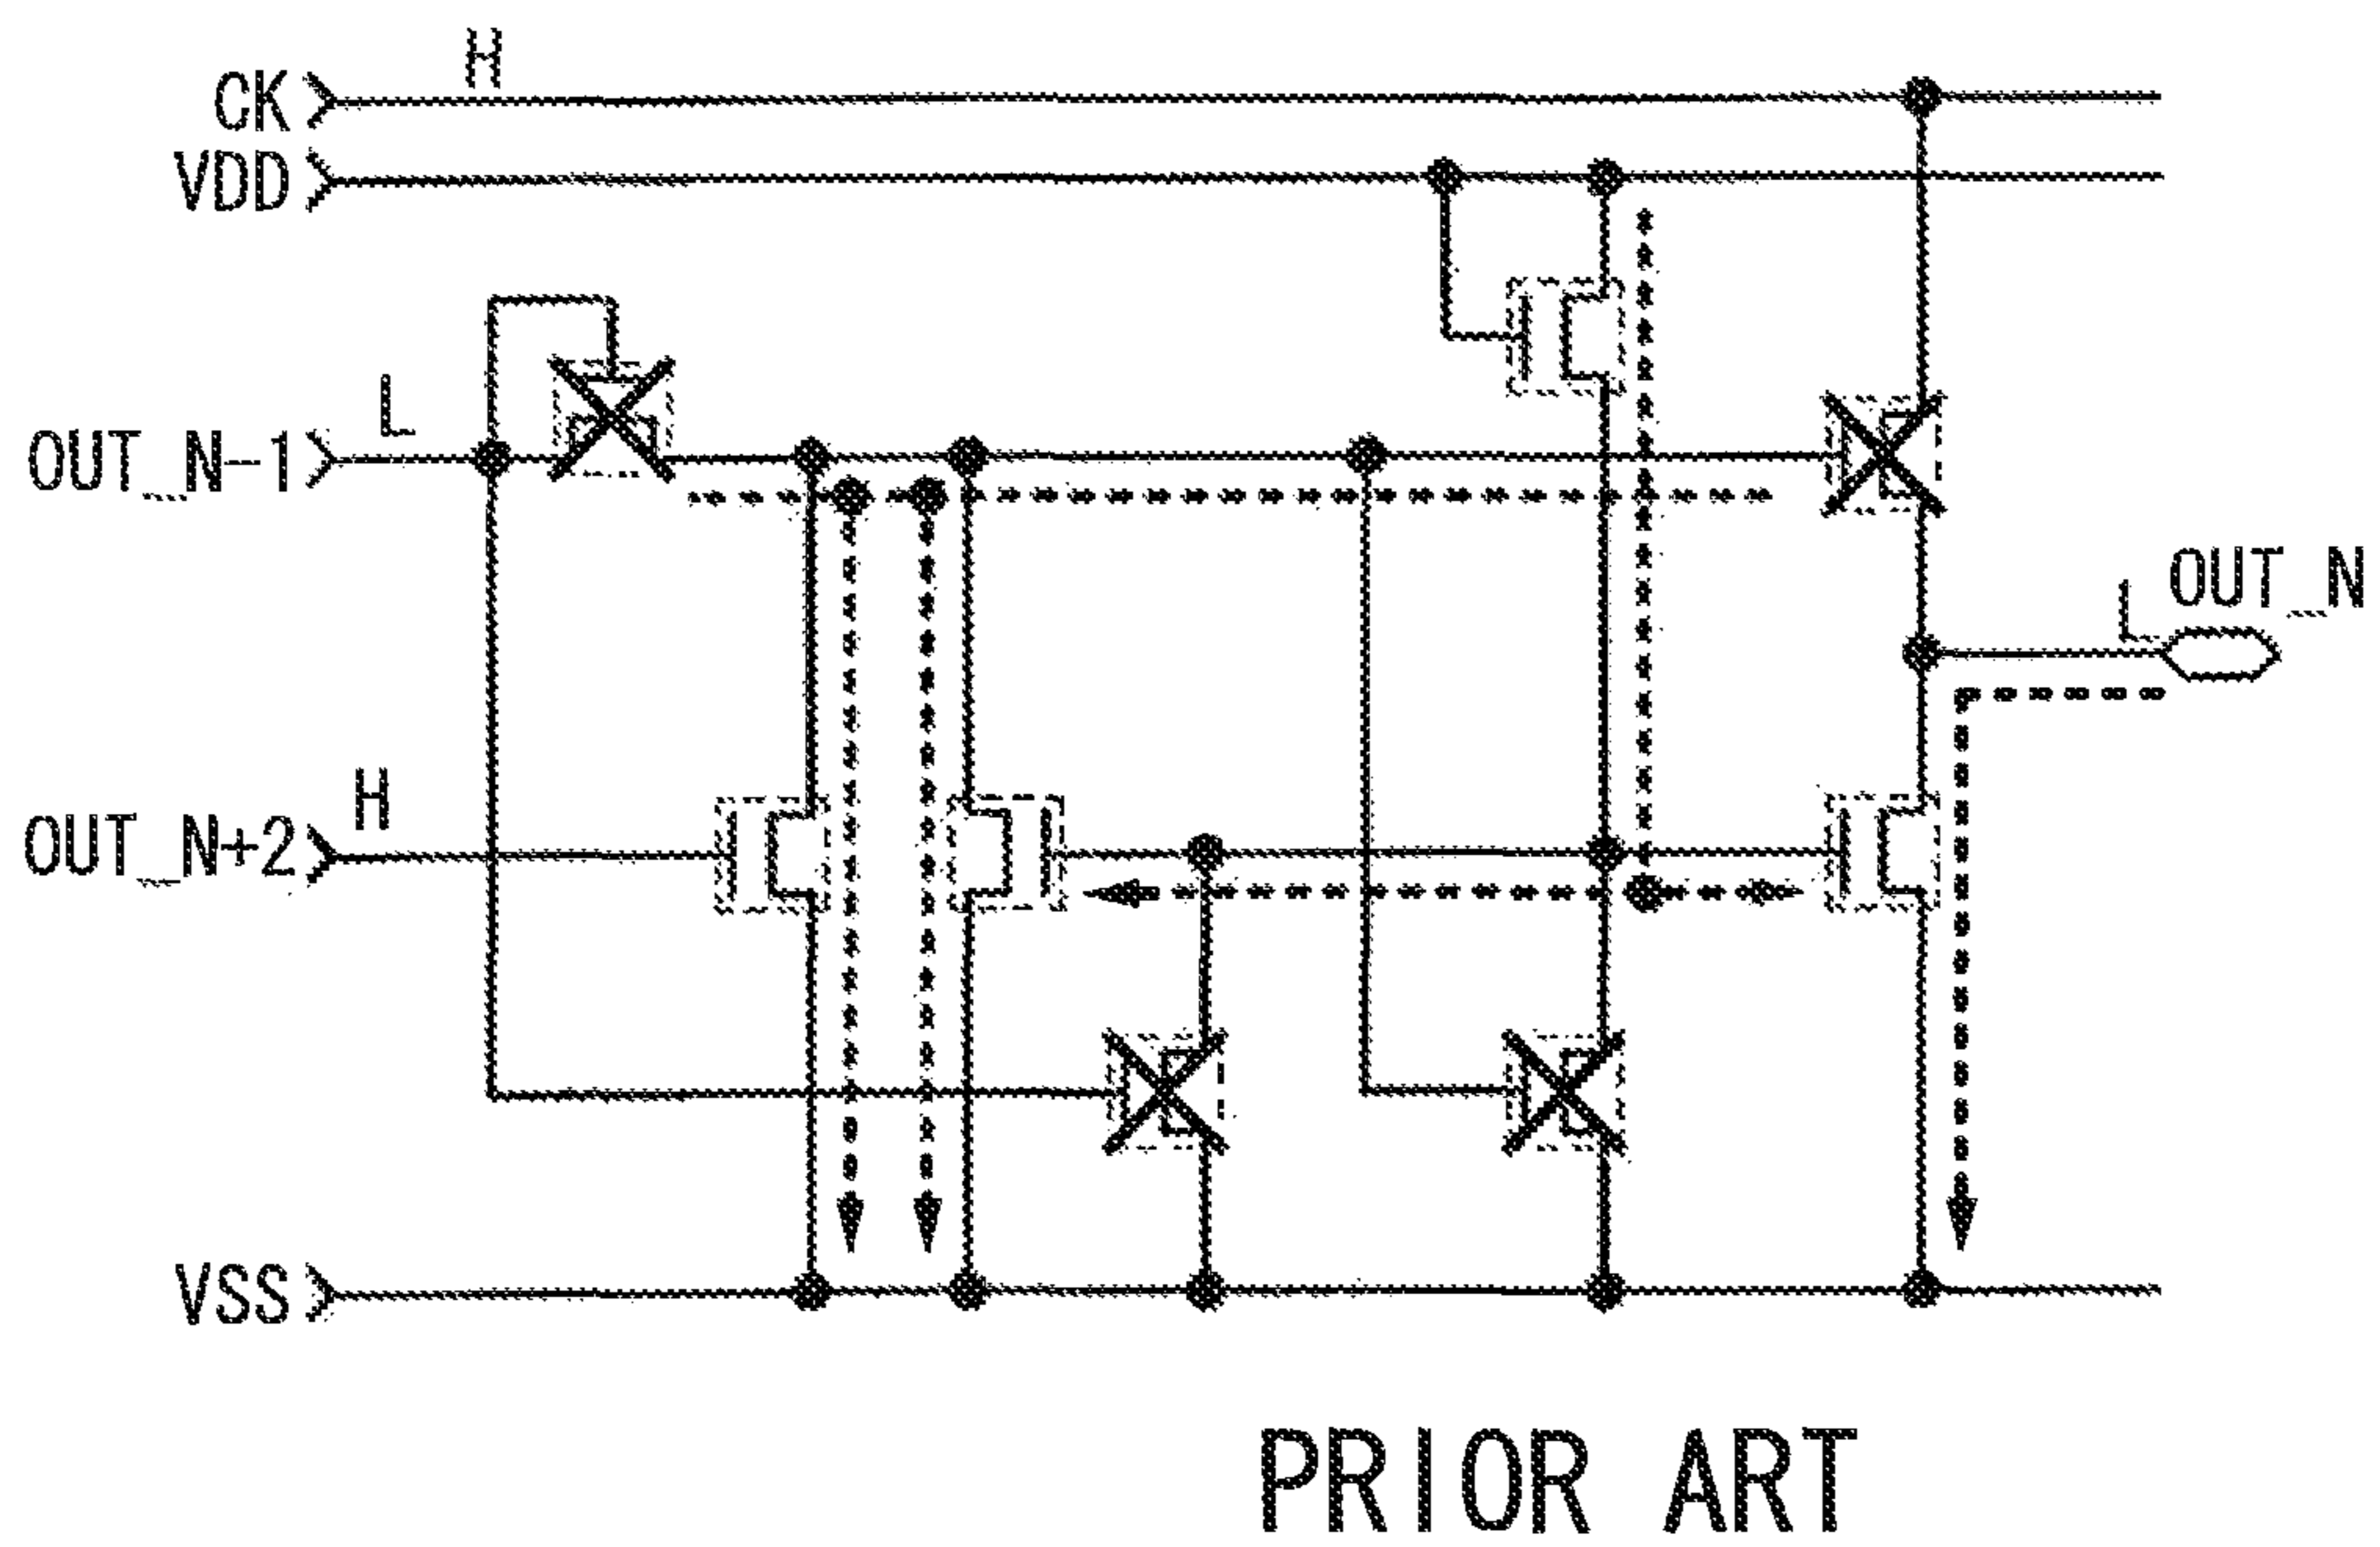 H
CK
VDD
L
OUT_N-1
OUT_N
L
H
OUT_N+2
VSS
PRIOR ART